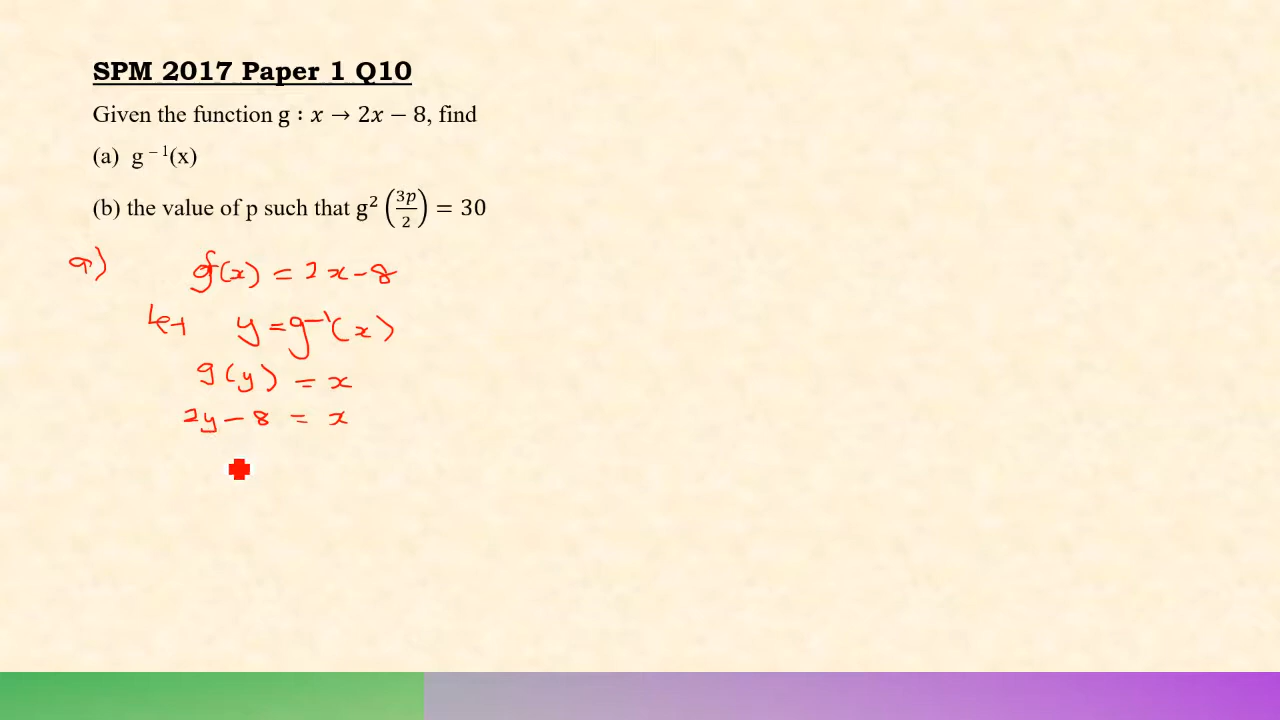 SPM 2017 Paper 1 Q10
Given the function g : x → 2x − 8, find
(a) g⁻¹(x)
(b) the value of p such that g²(3p/2) = 30
a) g(x) = 2x - 8
let y = g⁻¹(x)
g(y) = x
2y - 8 = x